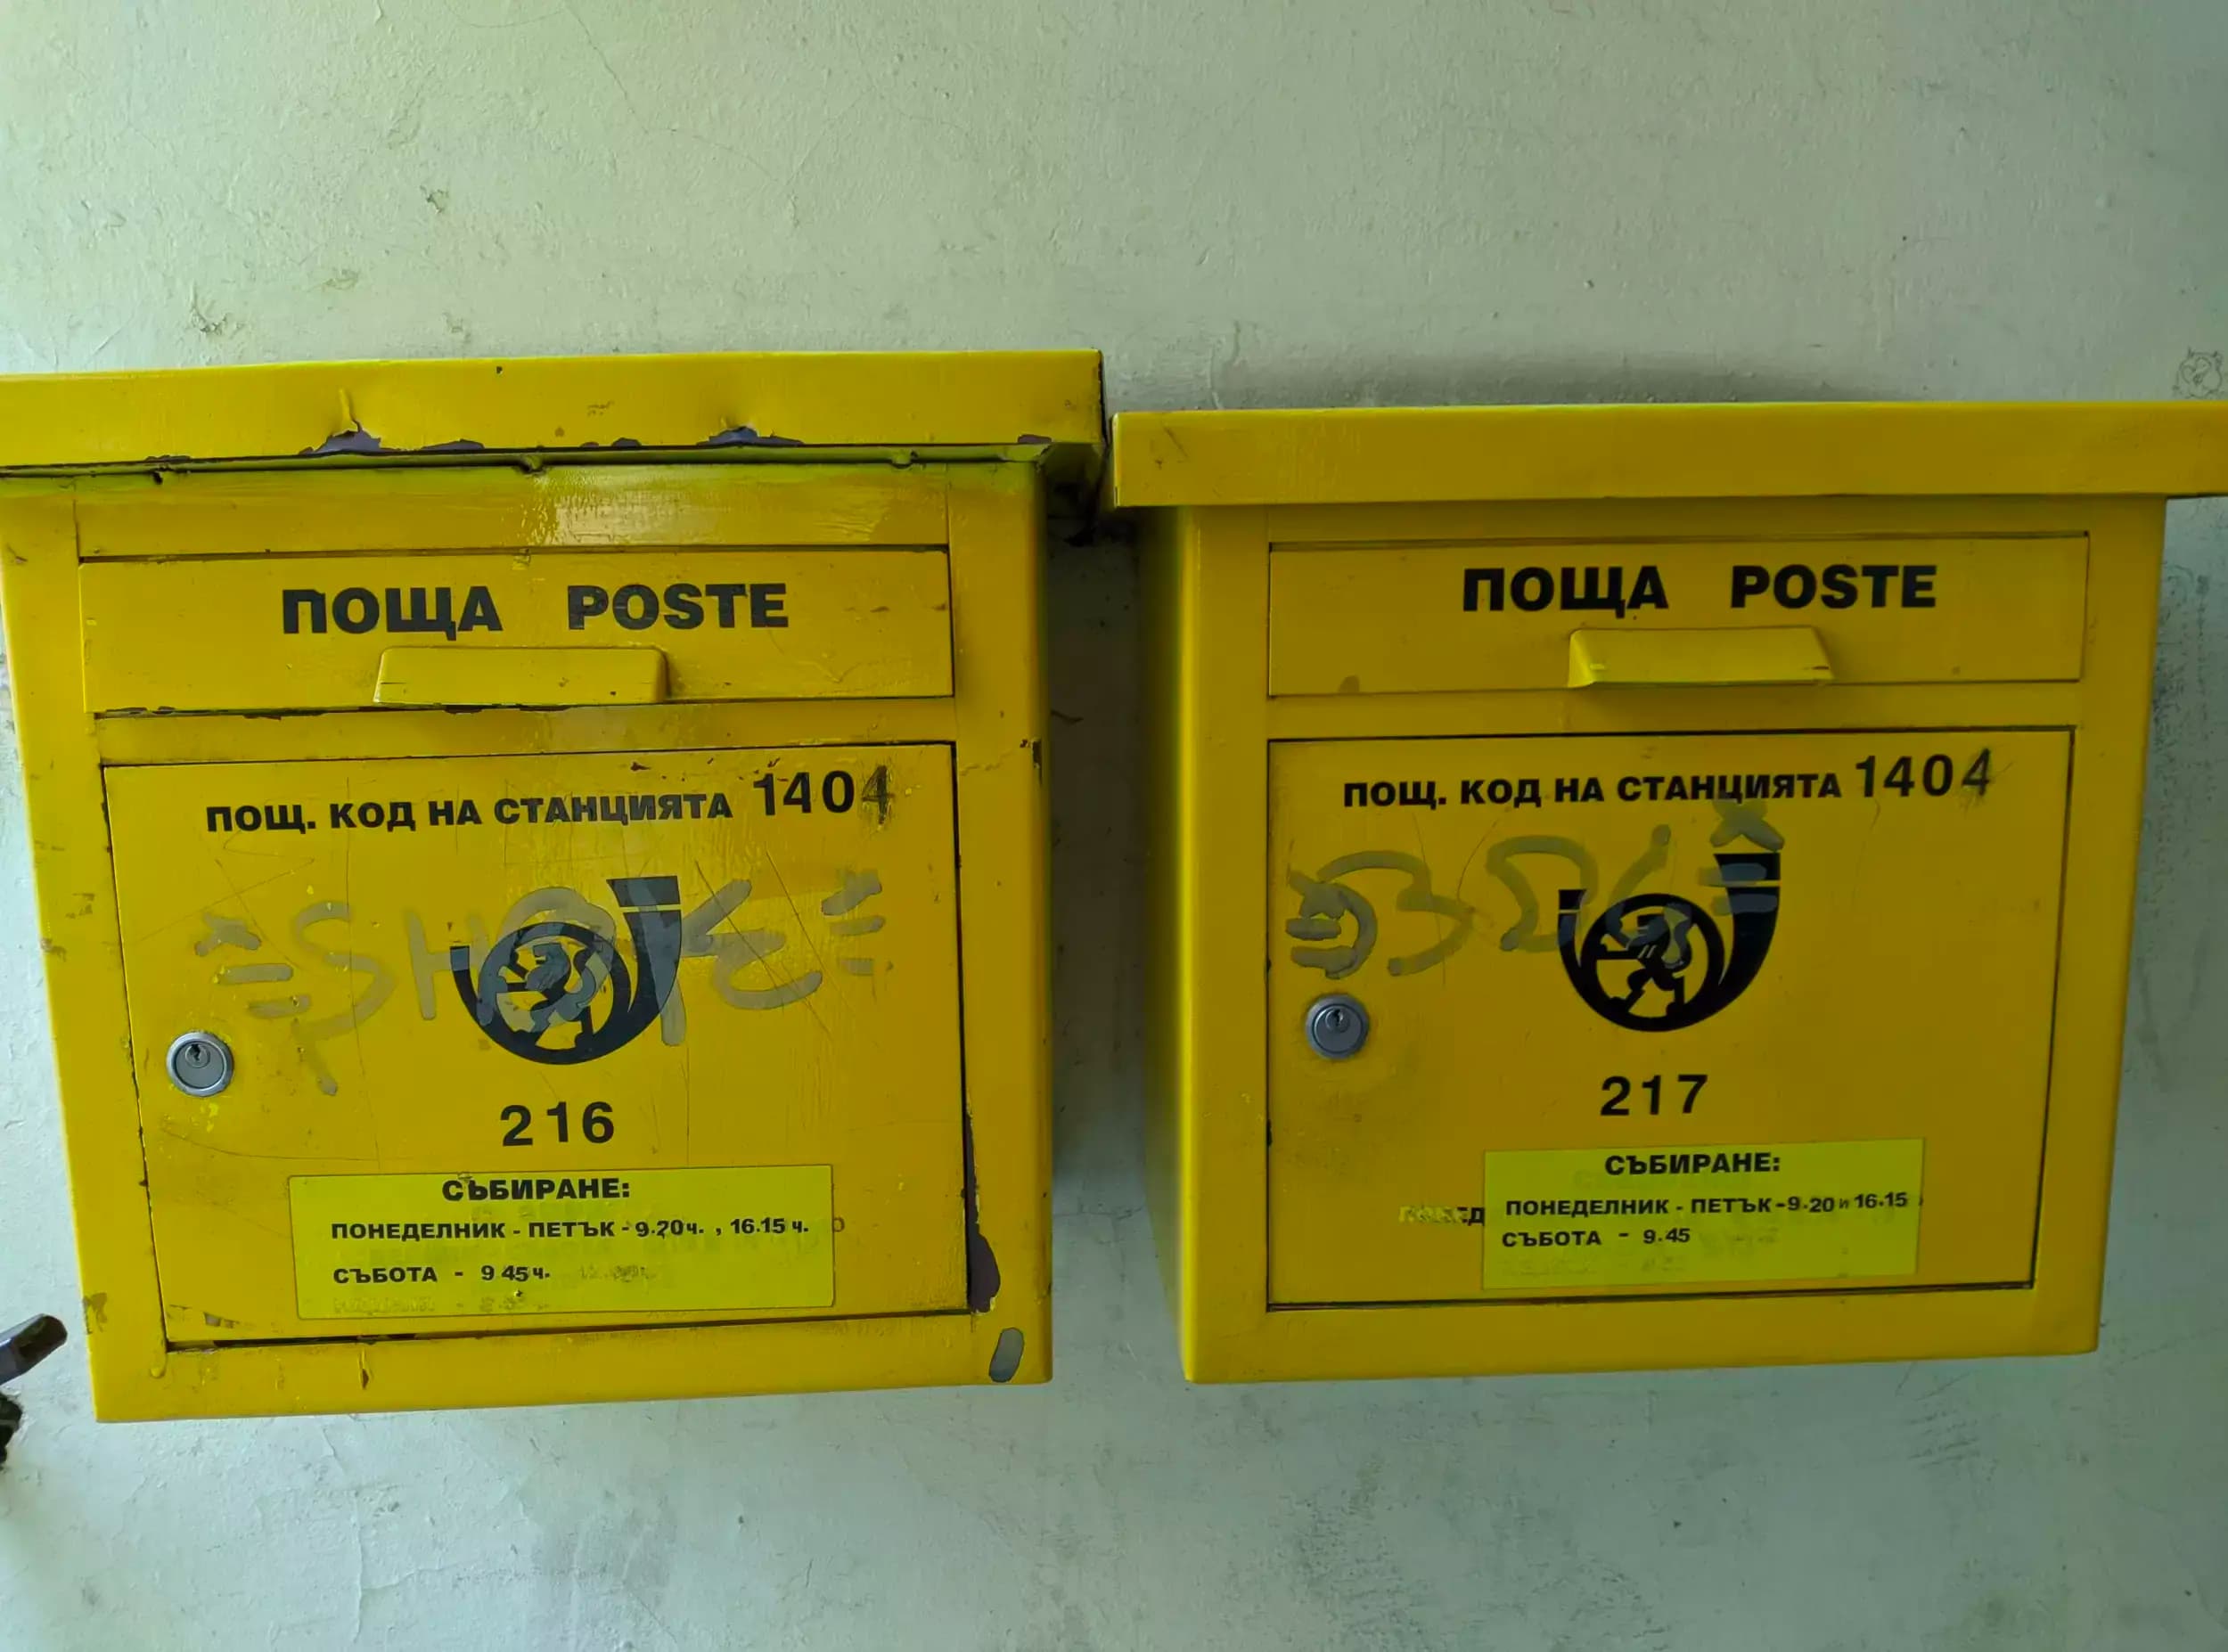 ПОЩА POSTE
ПОЩ. КОД НА СТАНЦИЯТА 1404
216
СЪБИРАНЕ:
ПОНЕДЕЛНИК - ПЕТЪК - 9.20ч. , 16.15 ч.
СЪБОТА - 9 45 ч.
ПОЩА POSTE
ПОЩ. КОД НА СТАНЦИЯТА 1404
217
СЪБИРАНЕ:
ПОНЕДЕЛНИК - ПЕТЪК - 9.20 и 16.15
СЪБОТА - 9.45